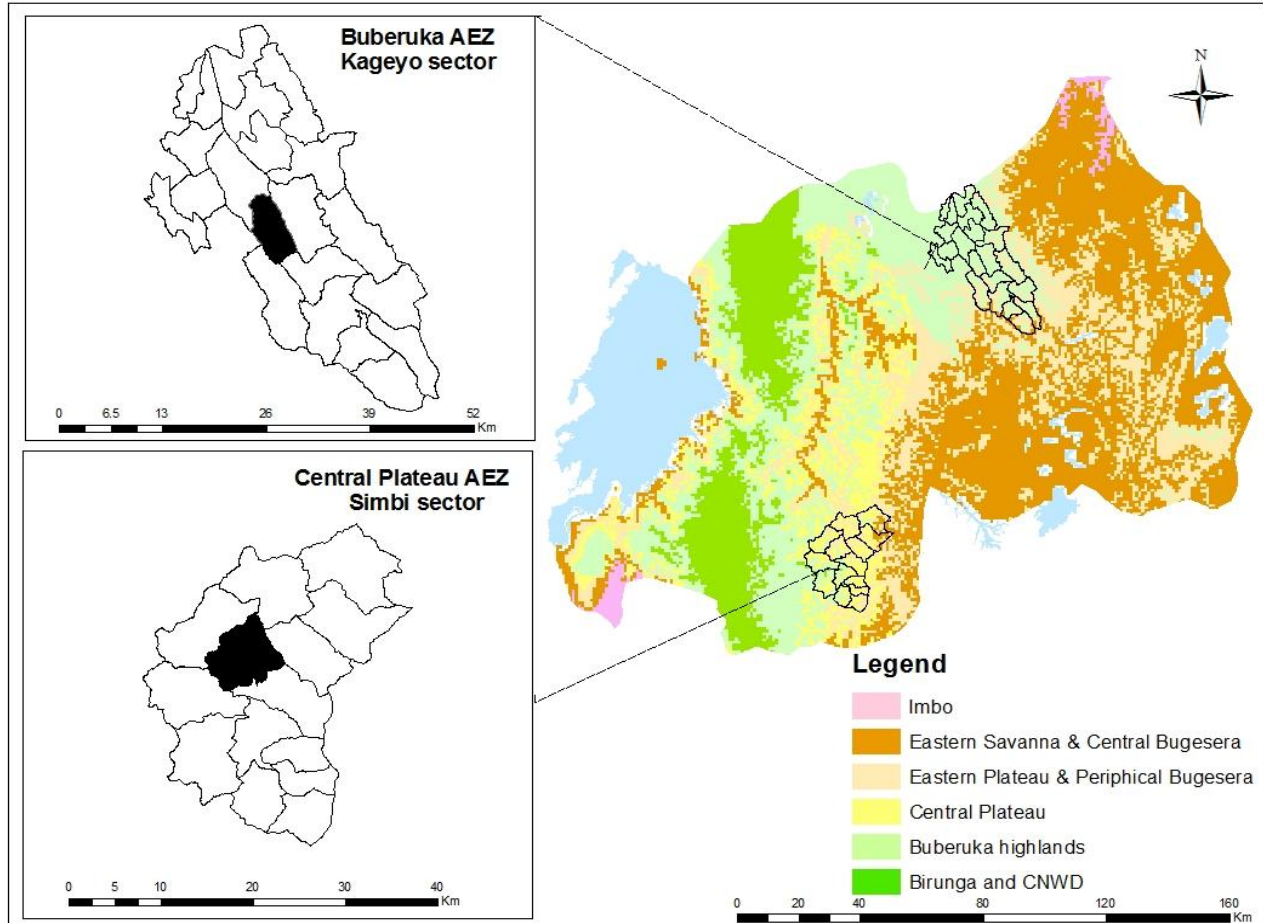 Buberuka AEZ
Kageyo sector
0 6.5 13 26 39 52
Km
Central Plateau AEZ
Simbi sector
0 5 10 20 30 40
Km
N
Legend
Imbo
Eastern Savanna & Central Bugesera
Eastern Plateau & Periphical Bugesera
Central Plateau
Buberuka highlands
Birunga and CNWD
0 20 40 80 120 160
Km